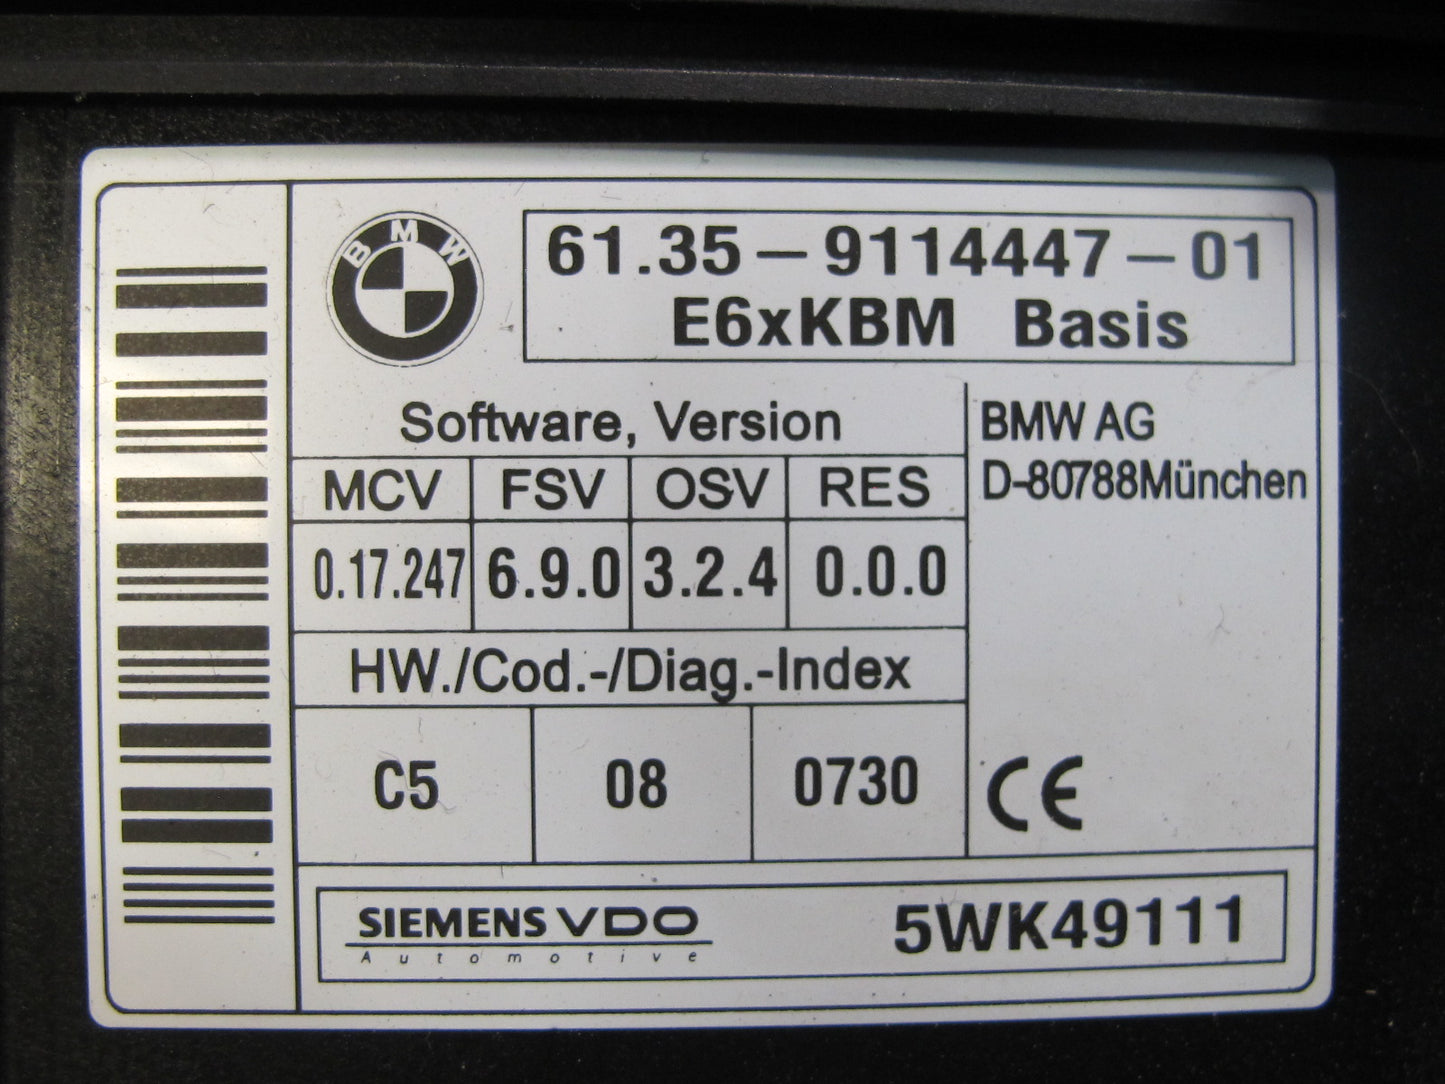 BMW
61.35-9114447-01
E6xKBM Basis
Software, Version
MCV FSV OSV RES
0.17.247 6.9.0 3.2.4 0.0.0
BMW AG
D-80788München
HW./Cod.-/Diag.-Index
C5 08 0730
CE
SIEMENS VDO
Automotive
5WK49111